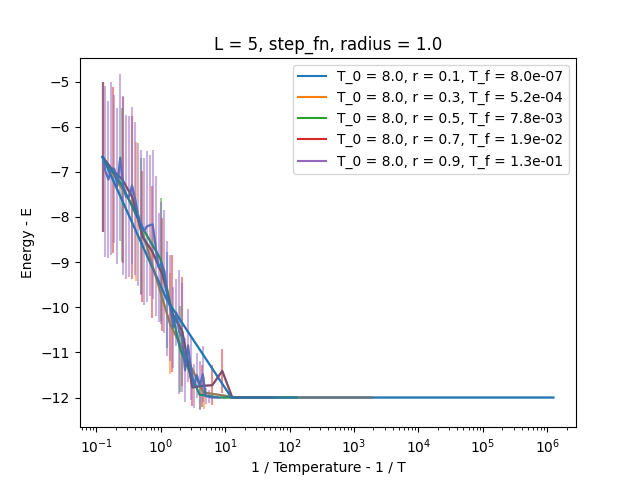 L = 5, step_fn, radius = 1.0
T_0 = 8.0, r = 0.1, T_f = 8.0e-07
T_0 = 8.0, r = 0.3, T_f = 5.2e-04
T_0 = 8.0, r = 0.5, T_f = 7.8e-03
T_0 = 8.0, r = 0.7, T_f = 1.9e-02
T_0 = 8.0, r = 0.9, T_f = 1.3e-01
Energy - E
−5
−6
−7
−8
−9
−10
−11
−12
10⁻¹ 10⁰ 10¹ 10² 10³ 10⁴ 10⁵ 10⁶
1 / Temperature - 1 / T